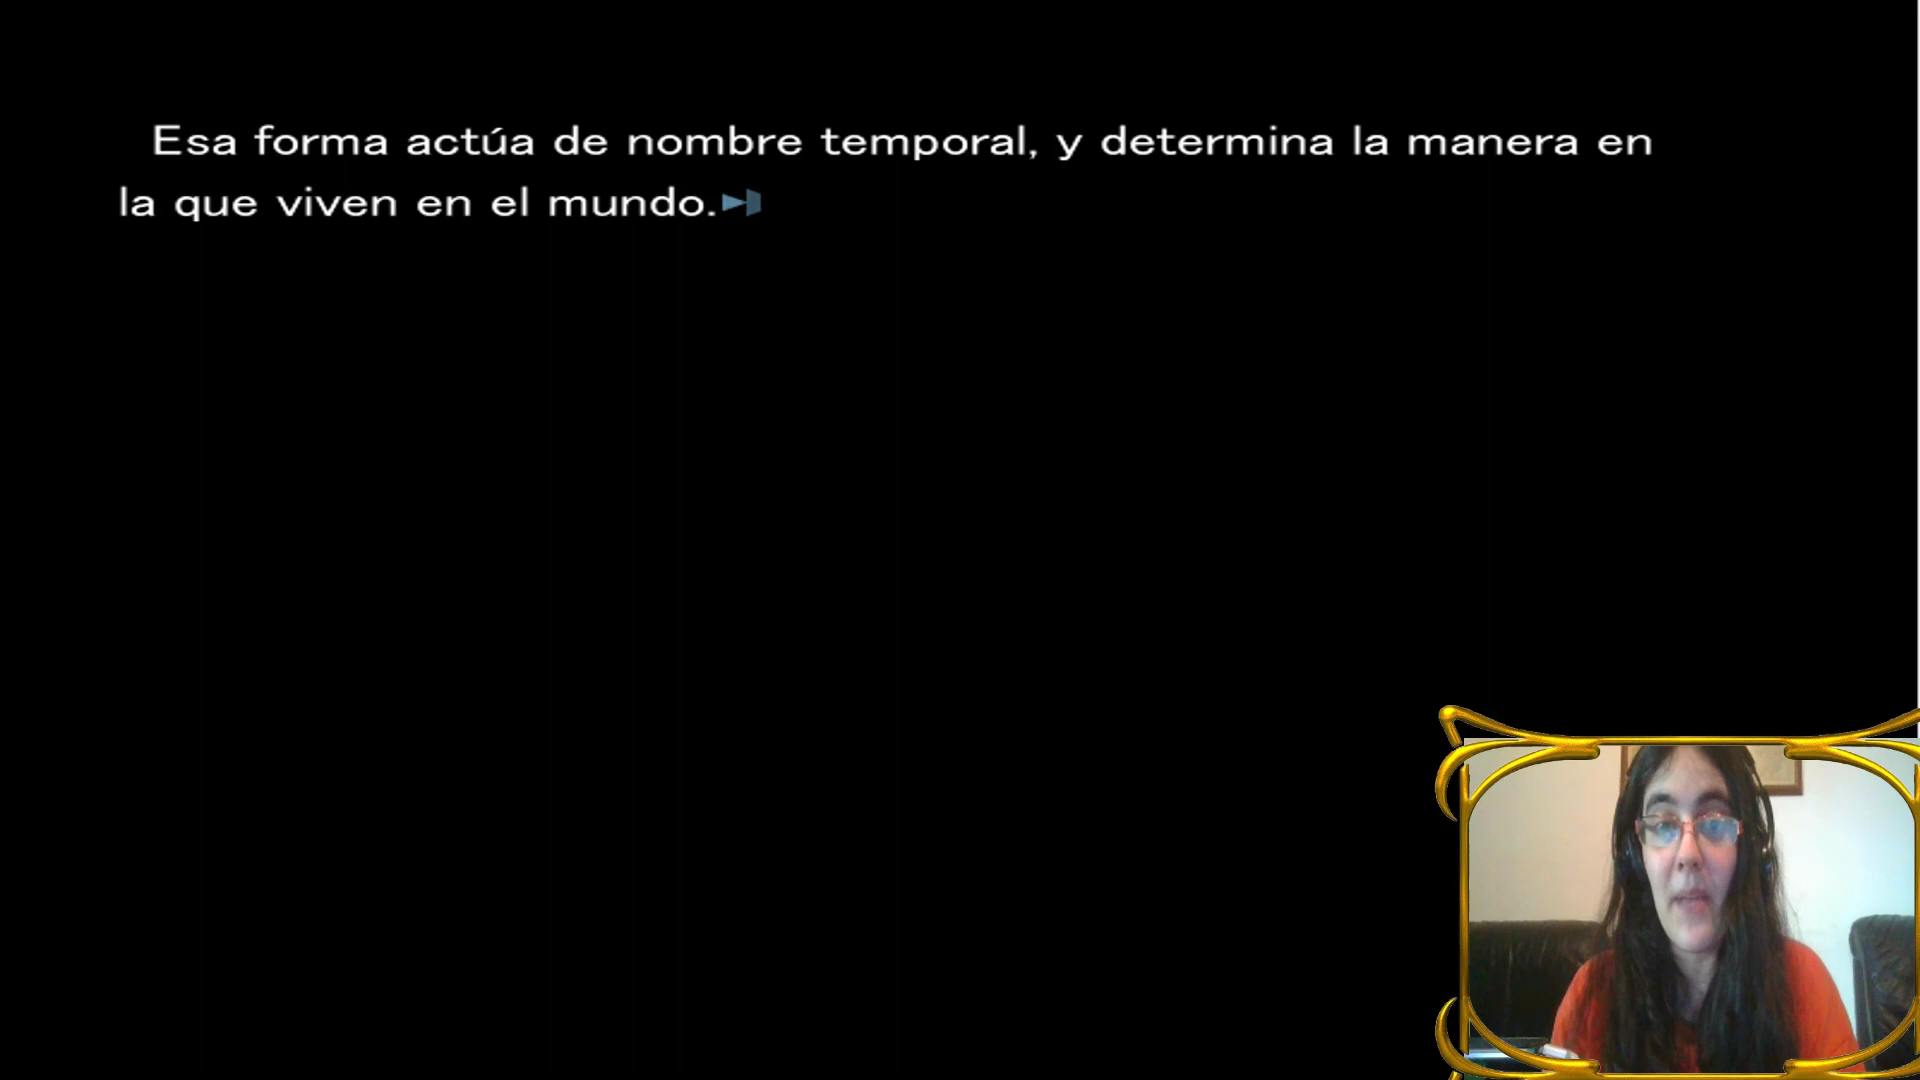 Esa forma actúa de nombre temporal, y determina la manera en
la que viven en el mundo.